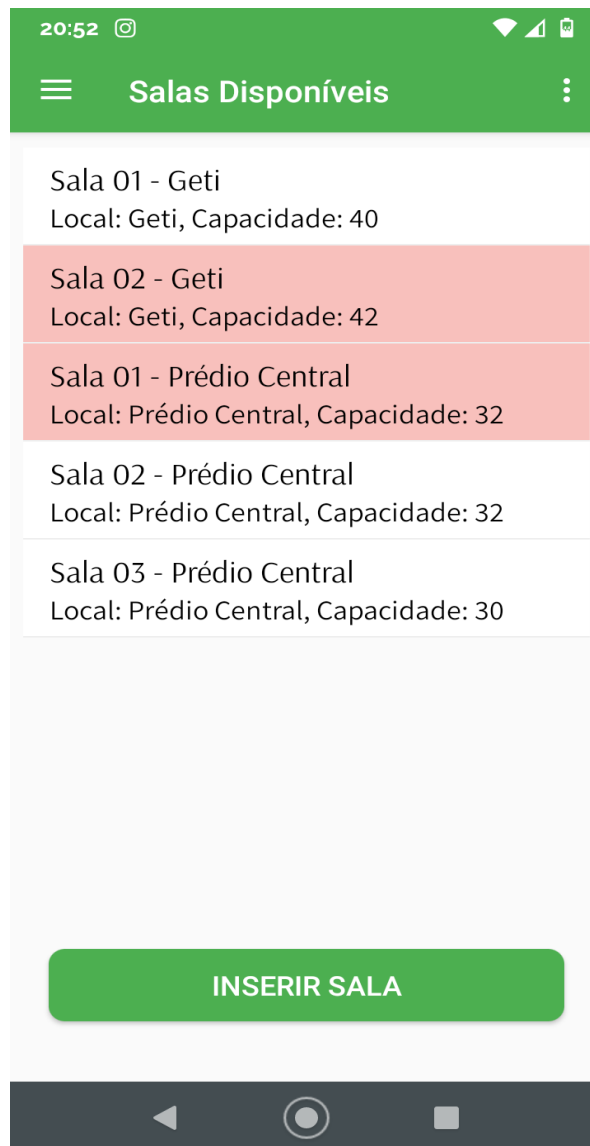 20:52
Salas Disponíveis
Sala 01 - Geti
Local: Geti, Capacidade: 40
Sala 02 - Geti
Local: Geti, Capacidade: 42
Sala 01 - Prédio Central
Local: Prédio Central, Capacidade: 32
Sala 02 - Prédio Central
Local: Prédio Central, Capacidade: 32
Sala 03 - Prédio Central
Local: Prédio Central, Capacidade: 30
INSERIR SALA